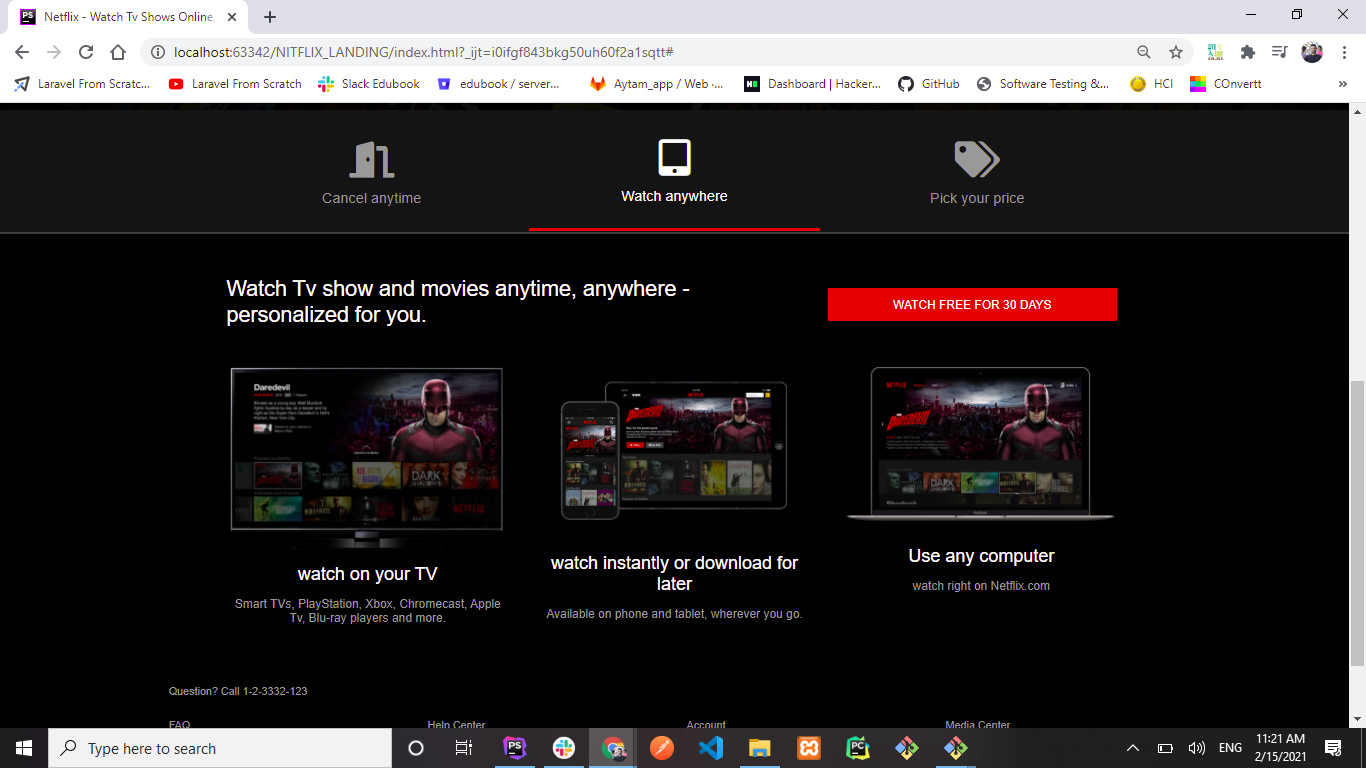 Netflix - Watch Tv Shows Online,
localhost:63342/NITFLIX_LANDING/index.html?_ijt=i0ifgf843bkg50uh60f2a1sqtt#
Laravel From Scratc...
Laravel From Scratch
Slack Edubook
edubook / server...
Aytam_app / Web -...
Dashboard | Hacker...
GitHub
Software Testing &...
HCI
COnvertt
Cancel anytime
Watch anywhere
Pick your price
Watch Tv show and movies anytime, anywhere -
personalized for you.
WATCH FREE FOR 30 DAYS
Daredevil
NETFLIX
DARK
SHADOWS
DAREDEVIL
watch on your TV
Smart TVs, PlayStation, Xbox, Chromecast, Apple
Tv, Blu-ray players and more.
watch instantly or download for
later
Available on phone and tablet, wherever you go.
Use any computer
watch right on Netflix.com
Question? Call 1-2-3332-123
FAQ
Help Center
Account
Media Center
Type here to search
ENG
11:21 AM
2/15/2021